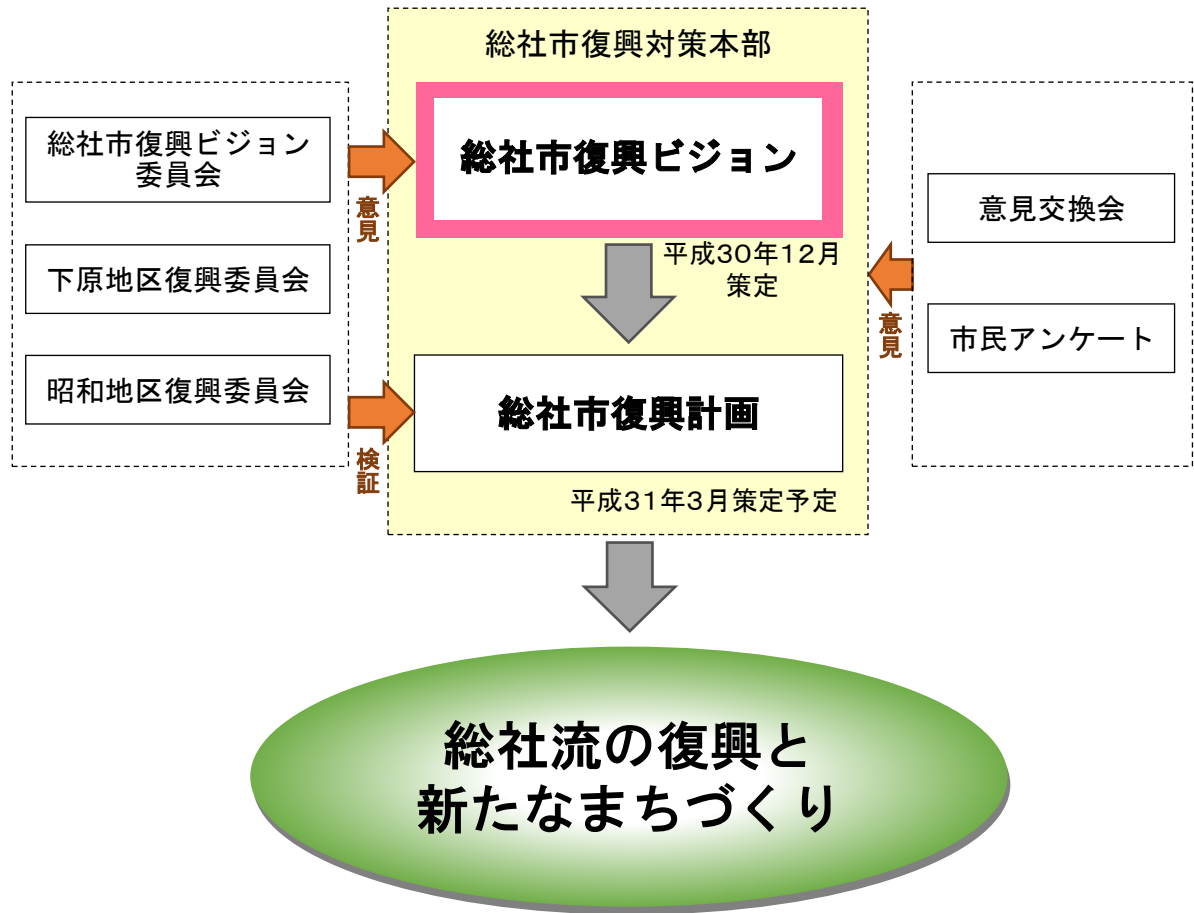 総社市復興対策本部
総社市復興ビジョン
委員会
下原地区復興委員会
昭和地区復興委員会
意見
検証
総社市復興ビジョン
平成30年12月
策定
総社市復興計画
平成31年3月策定予定
意見
意見交換会
市民アンケート
総社流の復興と
新たなまちづくり